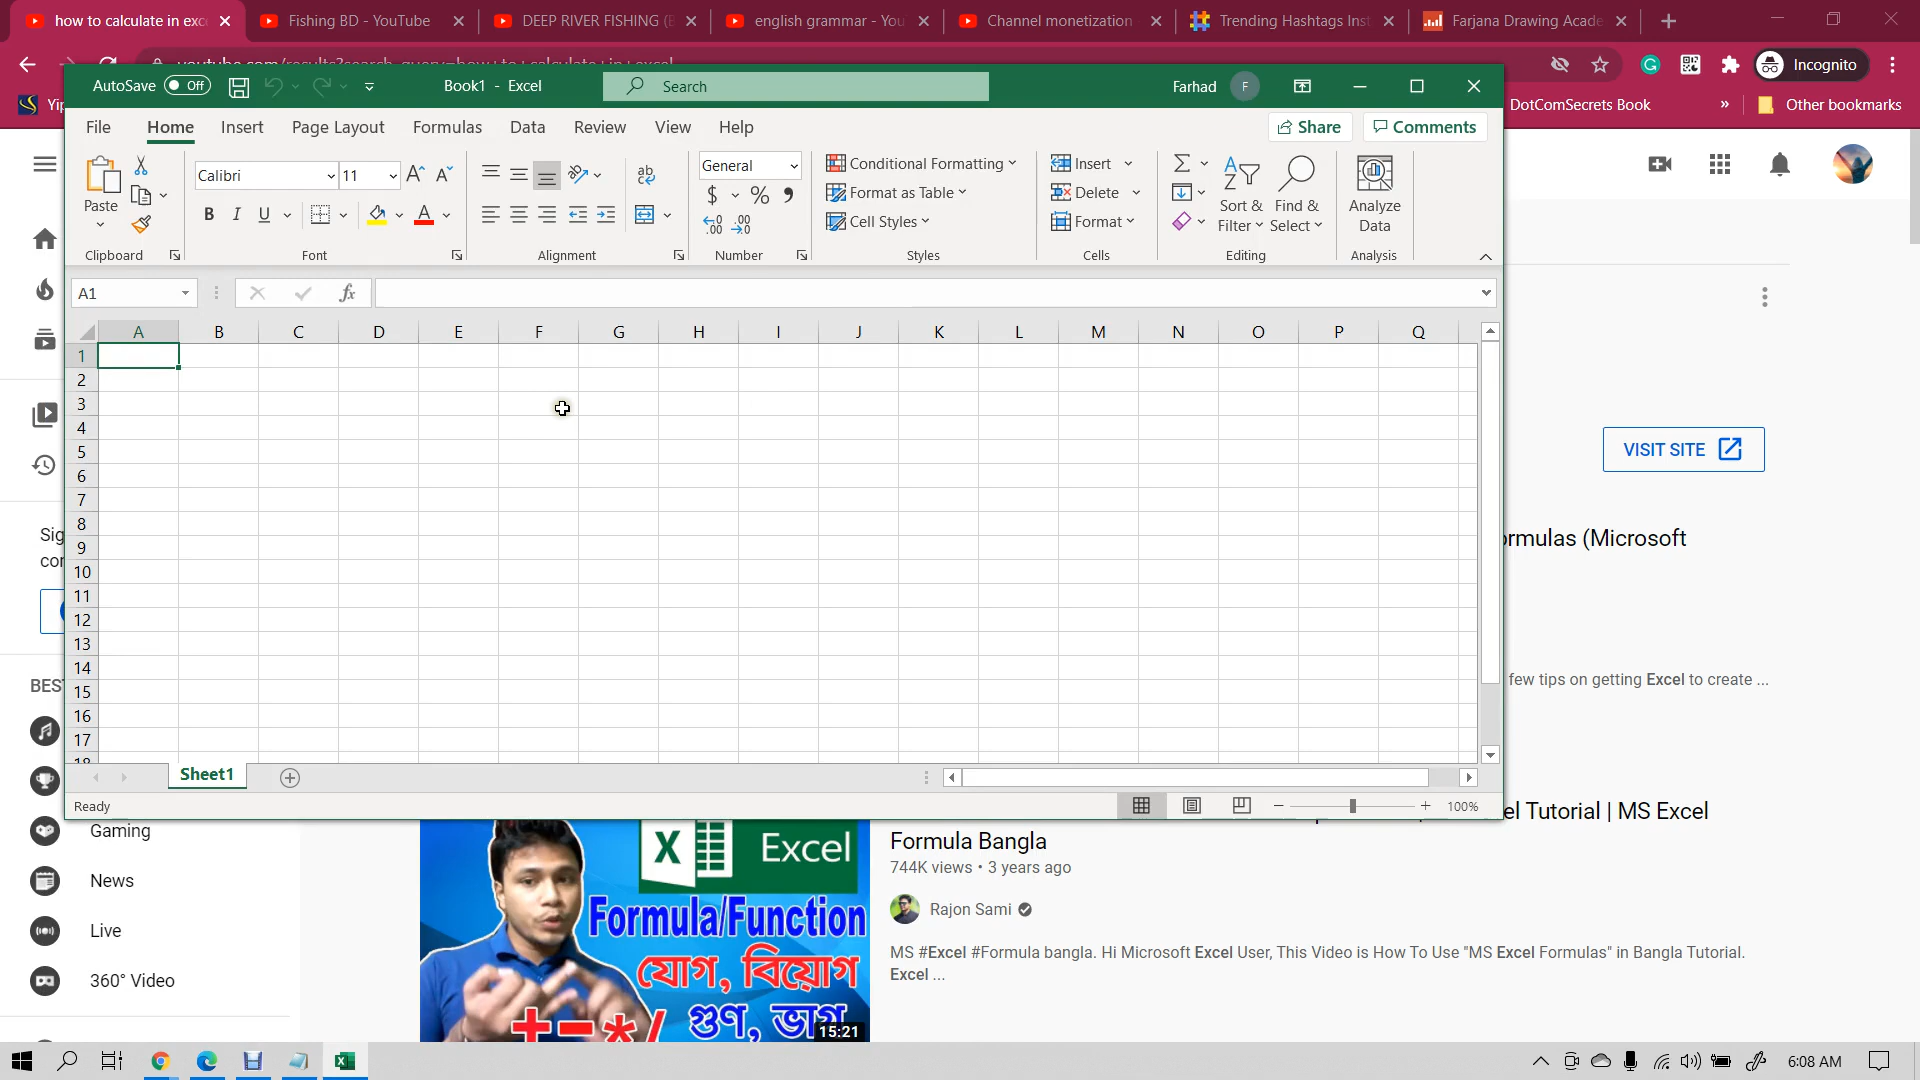 how to calculate in exc
Fishing BD - YouTube
DEEP RIVER FISHING (B
english grammar - You
Channel monetization
Trending Hashtags Inst
Farjana Drawing Acade
Incognito
AutoSave Off
Book1 - Excel
Search
Farhad
F
Yip
DotComSecrets Book
»
Other bookmarks
File
Home
Insert
Page Layout
Formulas
Data
Review
View
Help
Share
Comments
Paste
Calibri
11
General
Conditional Formatting
Format as Table
Cell Styles
Insert
Delete
Format
Sort &
Filter
Find &
Select
Analyze
Data
Clipboard
Font
Alignment
Number
Styles
Cells
Editing
Analysis
A1
fx
A B C D E F G H I J K L M N O P Q
1
2
3
4
5
6
7
8
9
10
11
12
13
14
15
16
17
VISIT SITE
Sig
con
ormulas (Microsoft
BEST
few tips on getting Excel to create ...
Sheet1
Ready
100%
el Tutorial | MS Excel
Formula Bangla
744K views • 3 years ago
Rajon Sami
MS #Excel #Formula bangla. Hi Microsoft Excel User, This Video is How To Use "MS Excel Formulas" in Bangla Tutorial.
Excel ...
Gaming
News
Live
360° Video
X Excel
Formula/Function
যোগ, বিয়োগ
গুণ, ভাগ
+-*/
15:21
6:08 AM